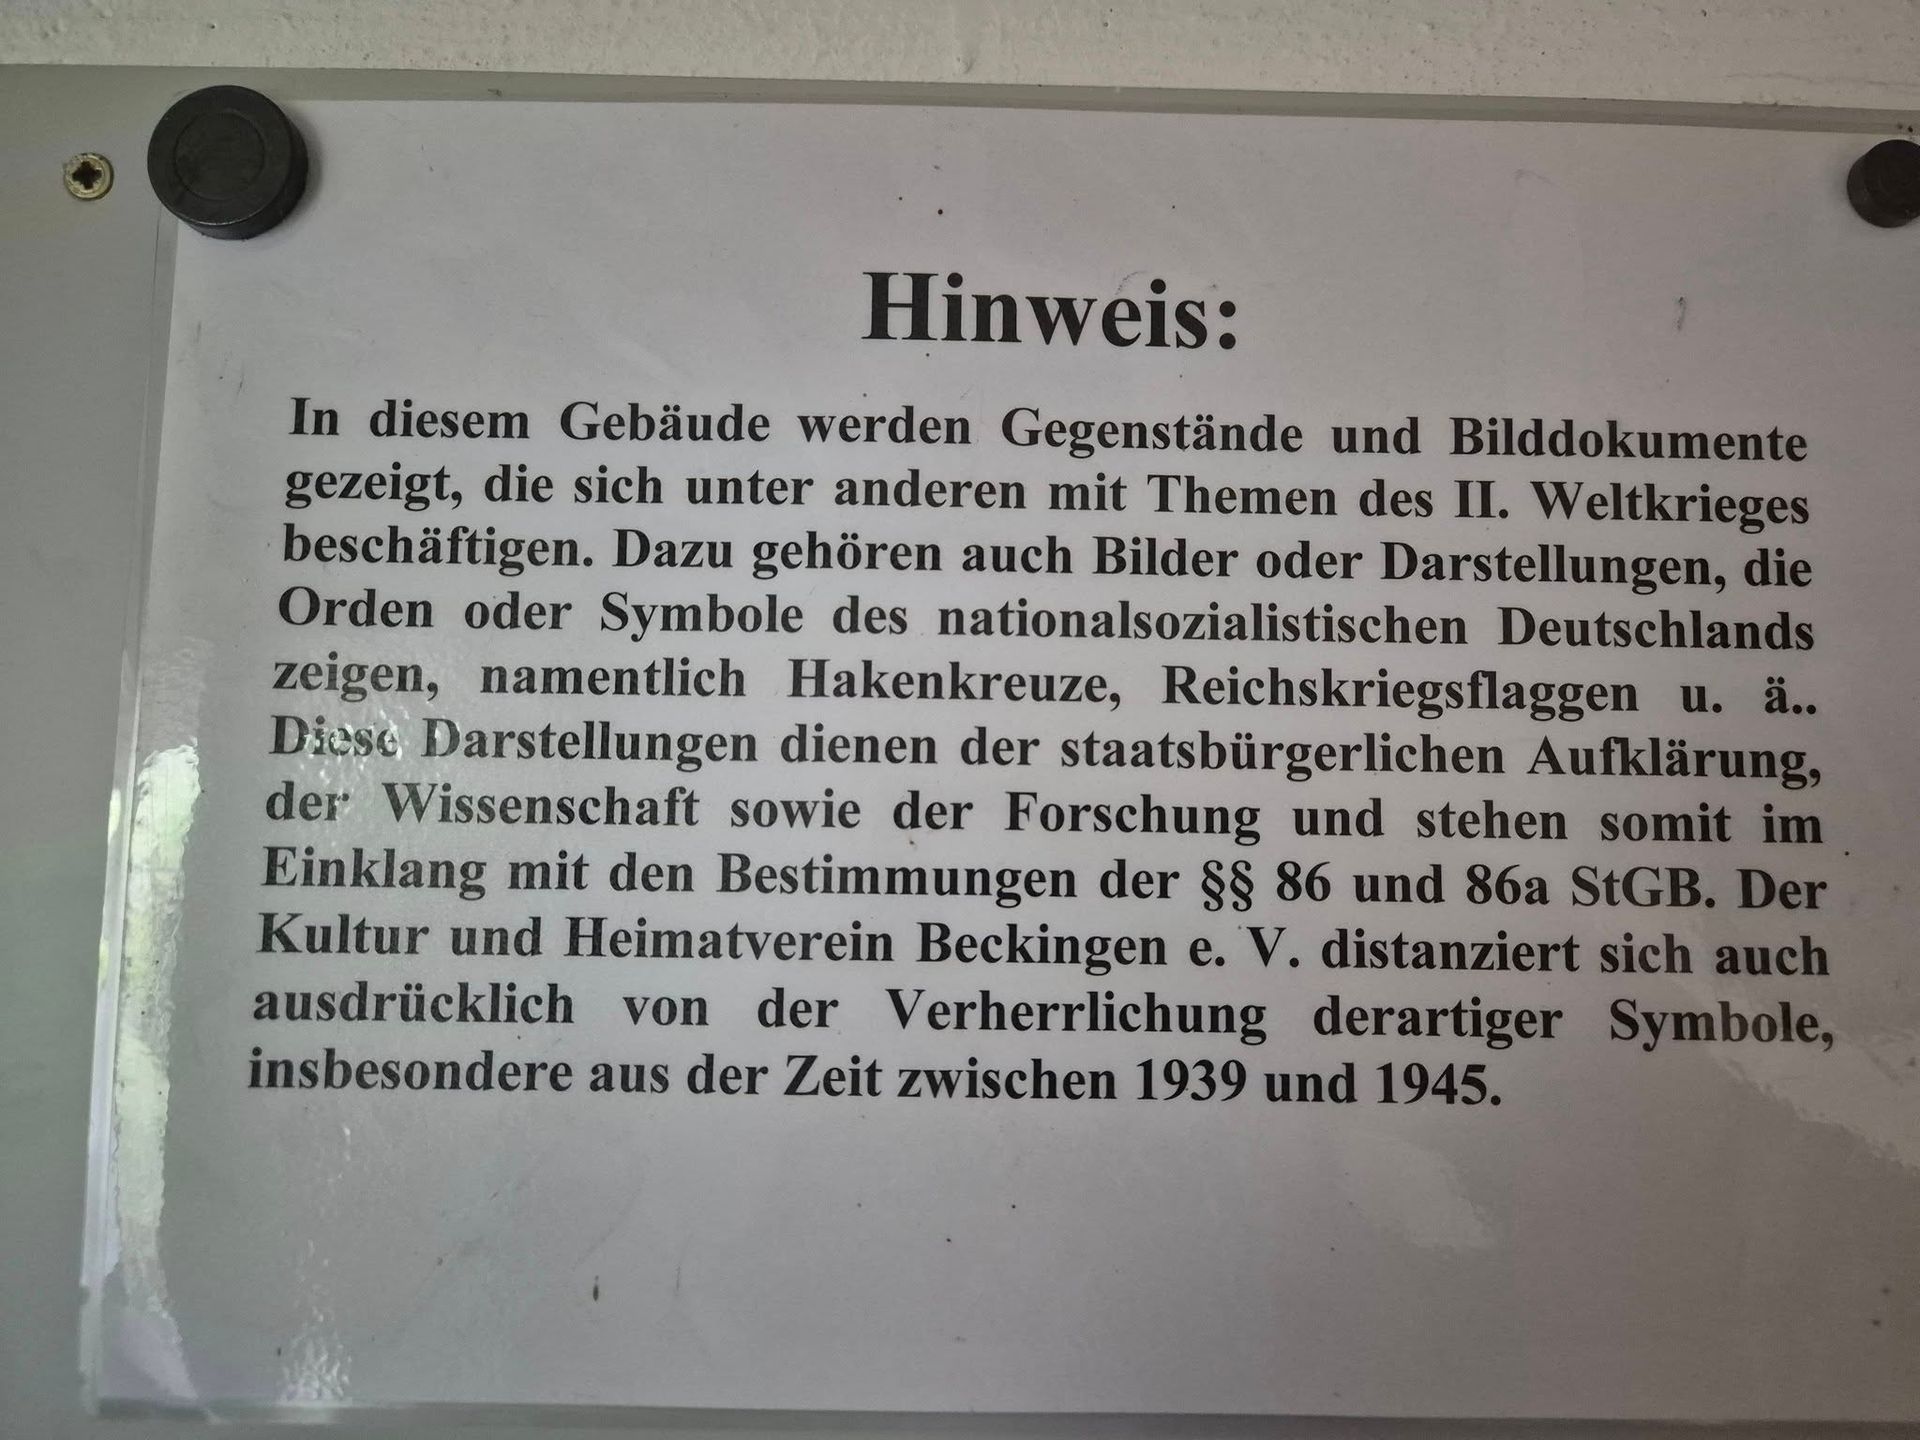 Hinweis:
In diesem Gebäude werden Gegenstände und Bilddokumente
gezeigt, die sich unter anderen mit Themen des II. Weltkrieges
beschäftigen. Dazu gehören auch Bilder oder Darstellungen, die
Orden oder Symbole des nationalsozialistischen Deutschlands
zeigen, namentlich Hakenkreuze, Reichskriegsflaggen u. ä..
Diese Darstellungen dienen der staatsbürgerlichen Aufklärung,
der Wissenschaft sowie der Forschung und stehen somit im
Einklang mit den Bestimmungen der §§ 86 und 86a StGB. Der
Kultur und Heimatverein Beckingen e. V. distanziert sich auch
ausdrücklich von der Verherrlichung derartiger Symbole,
insbesondere aus der Zeit zwischen 1939 und 1945.